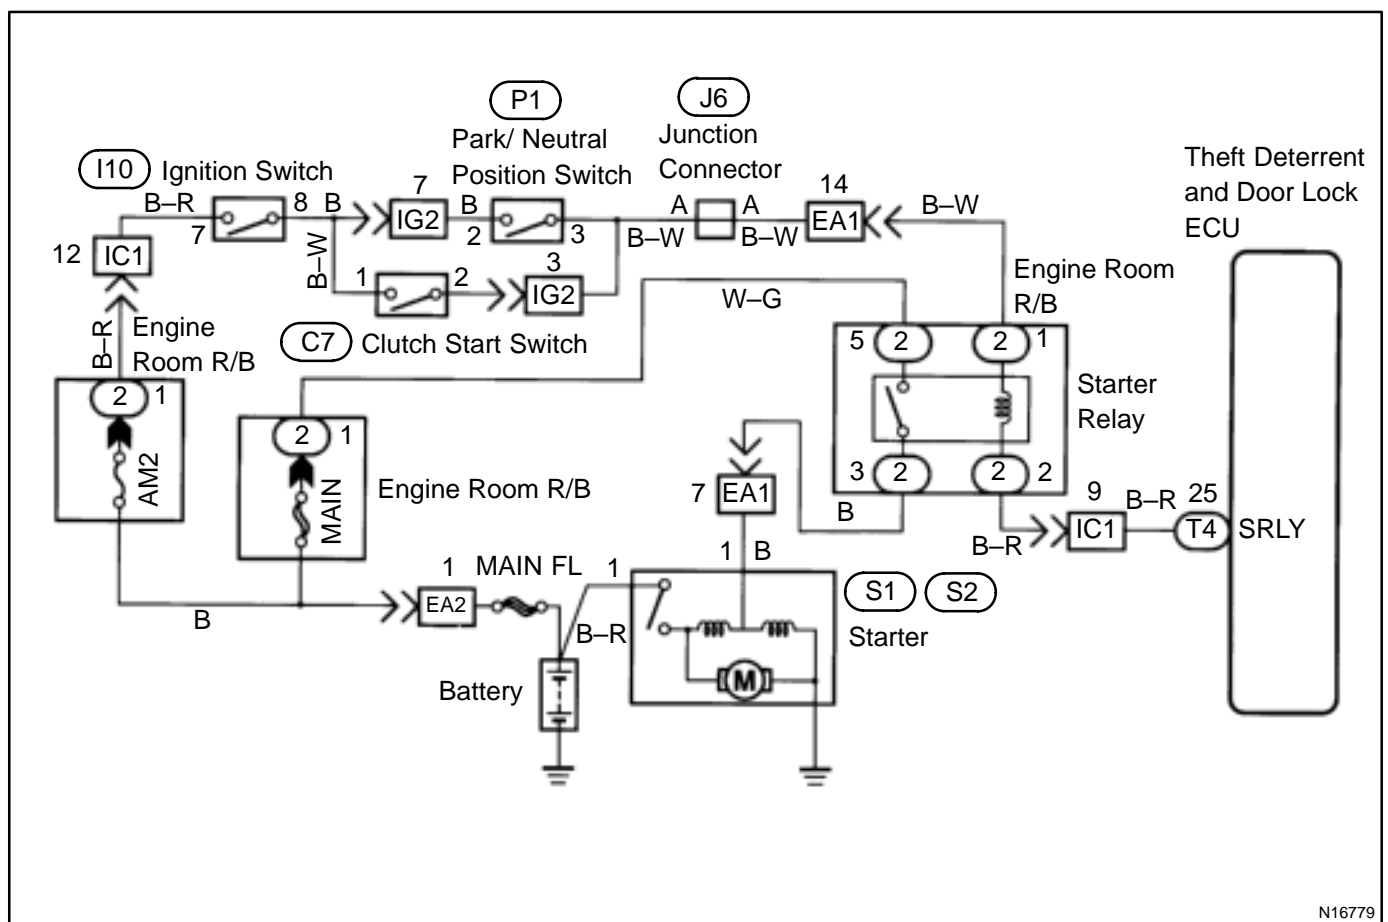 P1
Park/ Neutral
Position Switch
J6
Junction
Connector
I10
Ignition Switch
Theft Deterrent
and Door Lock
ECU
B–R
7
8
B
7
IG2
B
2
3
B–W
A
A
B–W
14
EA1
B–W
12
IC1
B–W
1
2
3
IG2
C7
Clutch Start Switch
W–G
Engine Room
R/B
B–R
Engine
Room R/B
2
1
AM2
2
1
MAIN
Engine Room R/B
5
2
2
1
Starter
Relay
3
2
2
2
B
7
EA1
1
B
B–R
9
IC1
B–R
25
T4
SRLY
B
1
EA2
MAIN FL
1
B–R
Battery
M
S1
S2
Starter
N16779